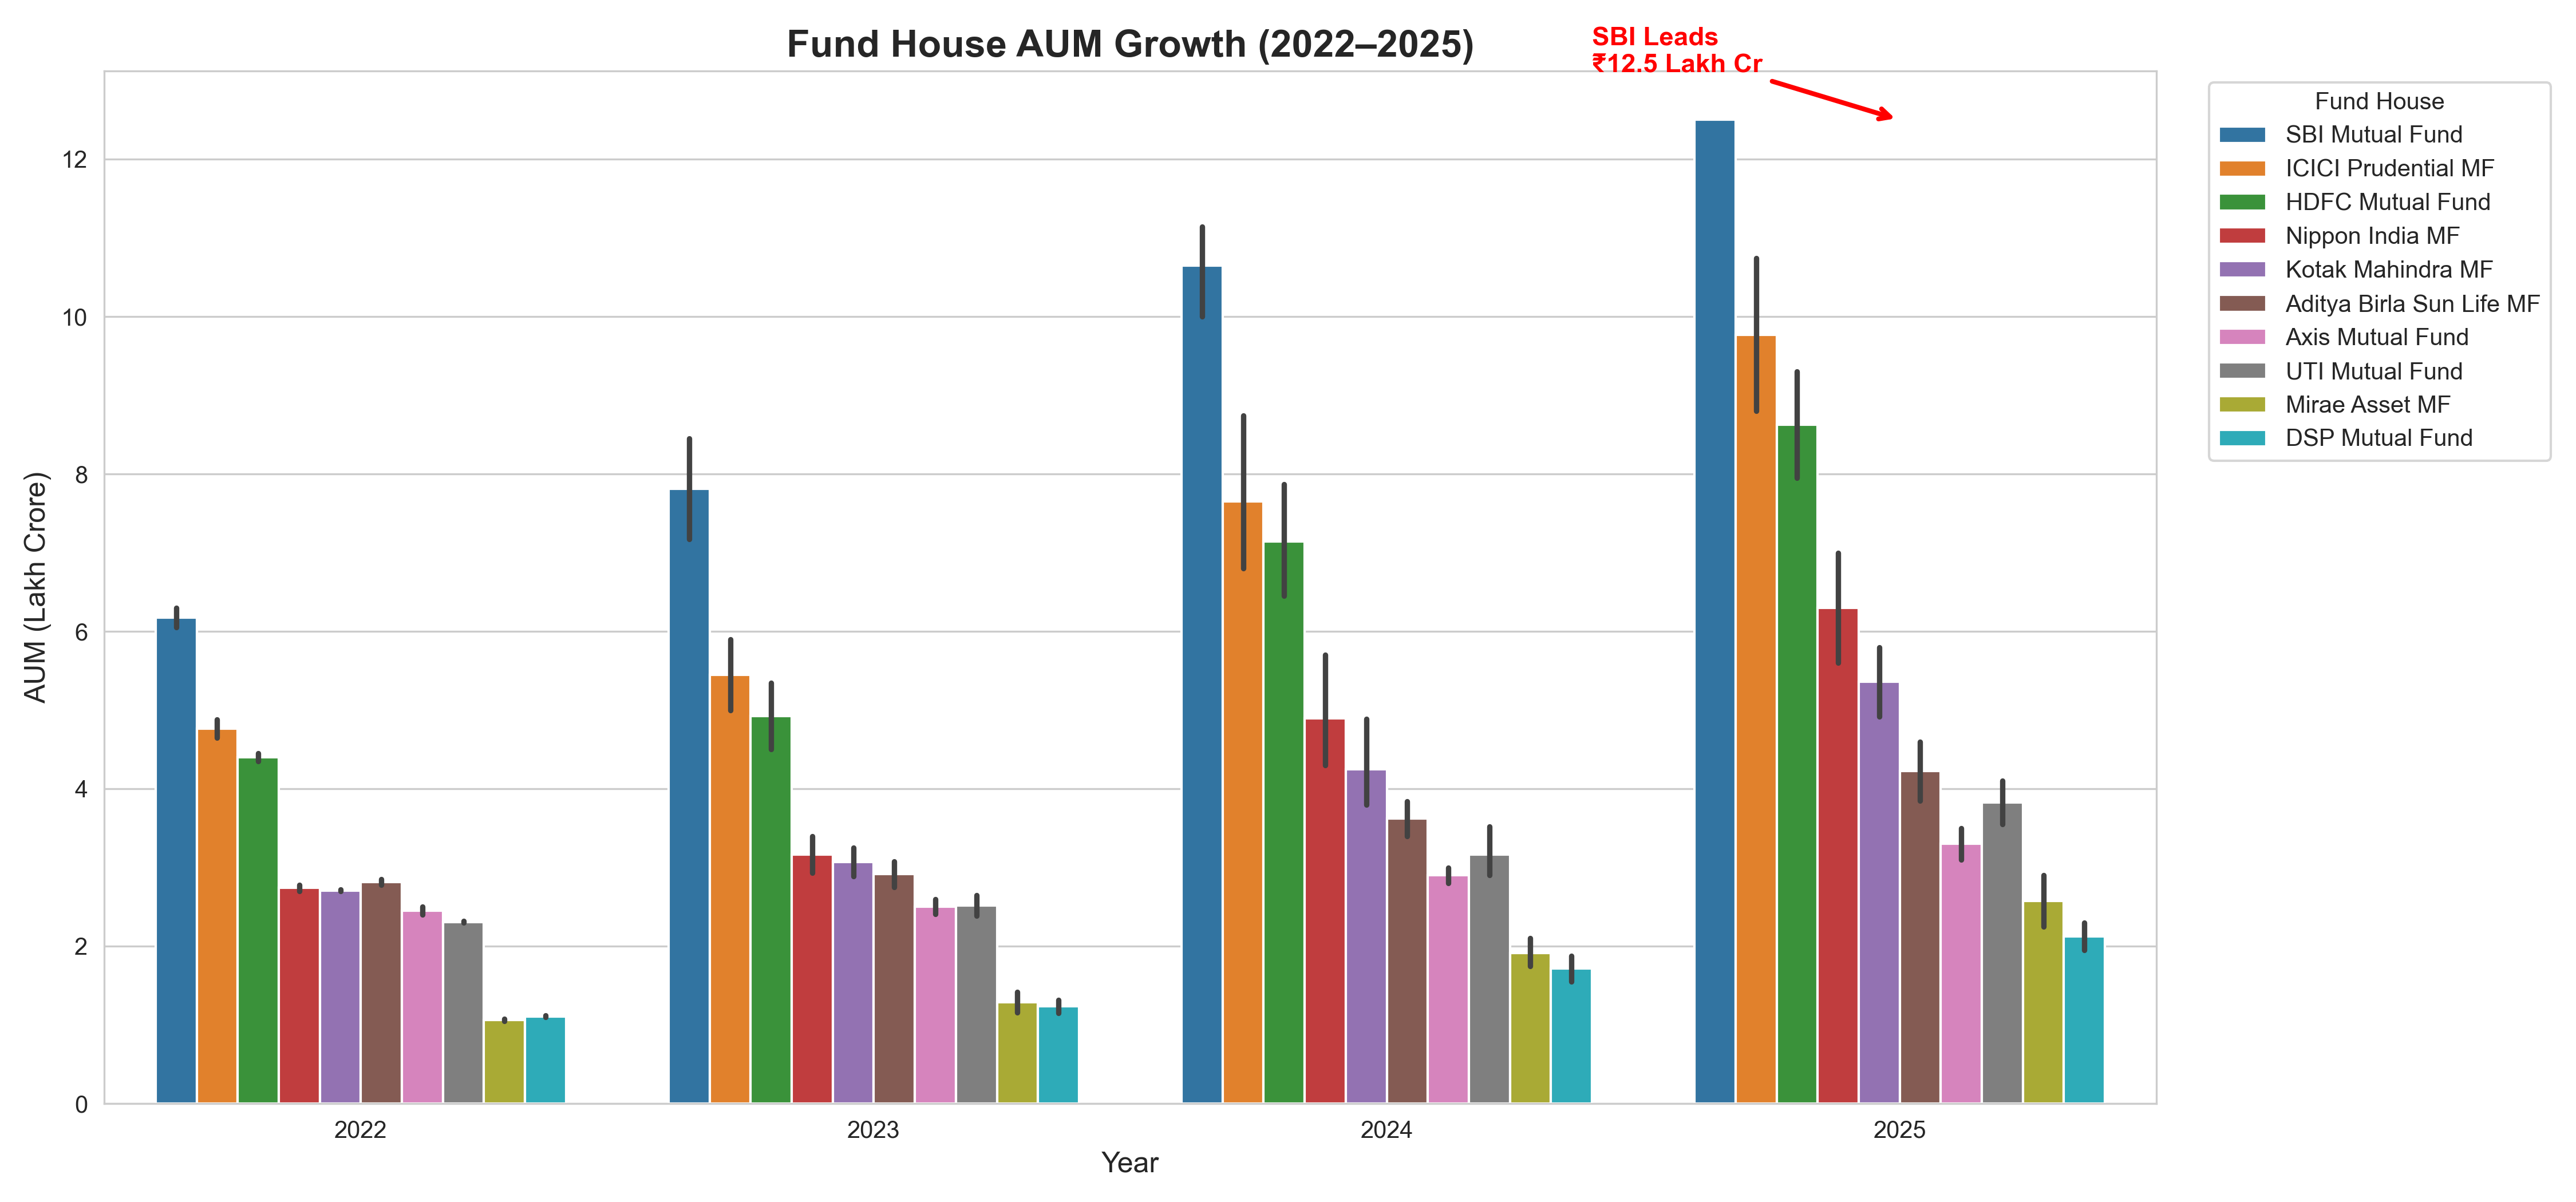 Fund House AUM Growth (2022–2025)
SBI Leads
₹12.5 Lakh Cr
AUM (Lakh Crore)
12
10
8
6
4
2
0
2022
2023
2024
2025
Year
Fund House
SBI Mutual Fund
ICICI Prudential MF
HDFC Mutual Fund
Nippon India MF
Kotak Mahindra MF
Aditya Birla Sun Life MF
Axis Mutual Fund
UTI Mutual Fund
Mirae Asset MF
DSP Mutual Fund